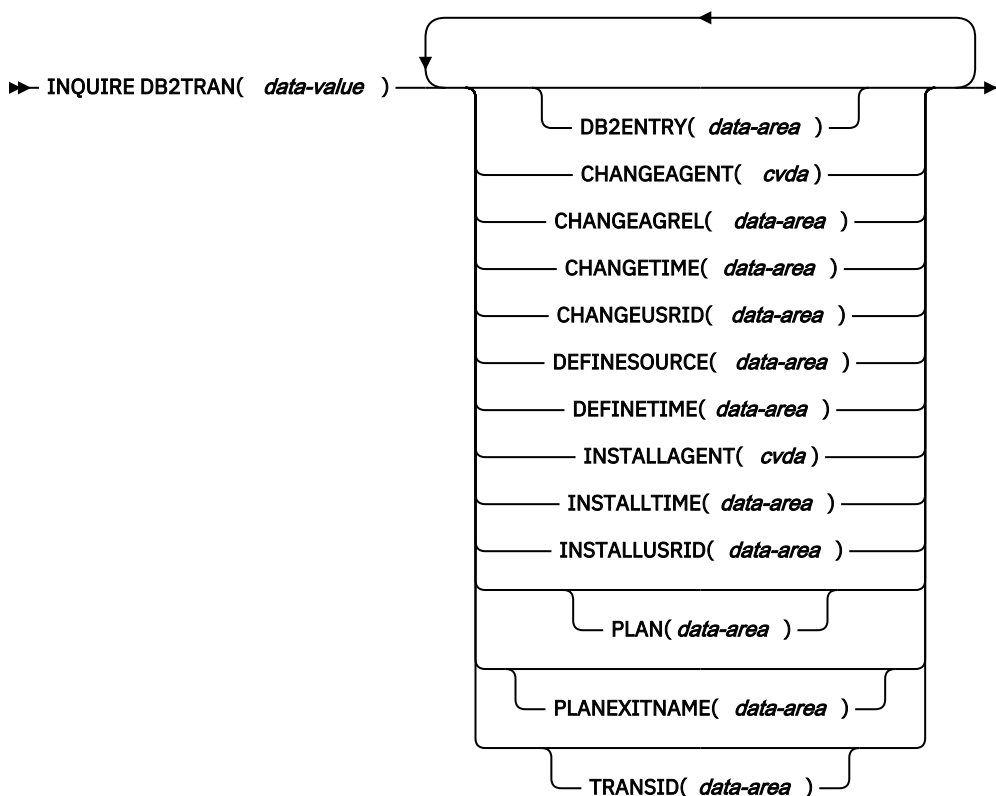 INQUIRE DB2TRAN( data-value )
DB2ENTRY( data-area )
CHANGEAGENT( cvda )
CHANGEAGREL( data-area )
CHANGETIME( data-area )
CHANGEUSRID( data-area )
DEFINESOURCE( data-area )
DEFINETIME( data-area )
INSTALLAGENT( cvda )
INSTALLTIME( data-area )
INSTALLUSRID( data-area )
PLAN( data-area )
PLANEXITNAME( data-area )
TRANSID( data-area )